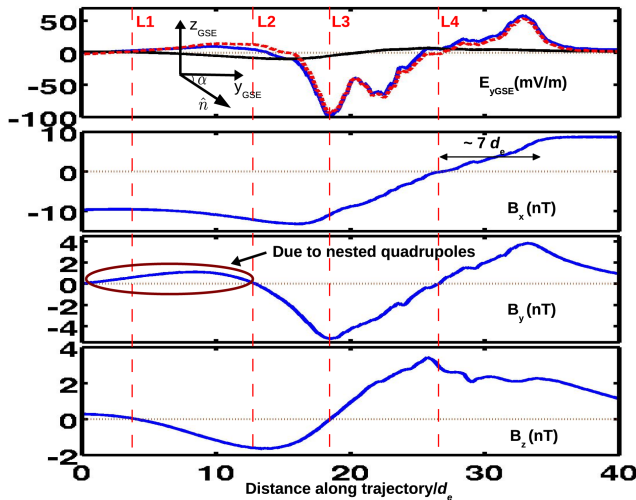 L1 L2 L3 L4
50
0
-50
-100
z_GSE
α
y_GSE
n̂
E_yGSE(mV/m)
10
0
-10
~ 7 d_e
B_x(nT)
4
2
0
-2
-4
Due to nested quadrupoles
B_y(nT)
4
2
0
-2
B_z(nT)
0 10 20 30 40
Distance along trajectory/d_e